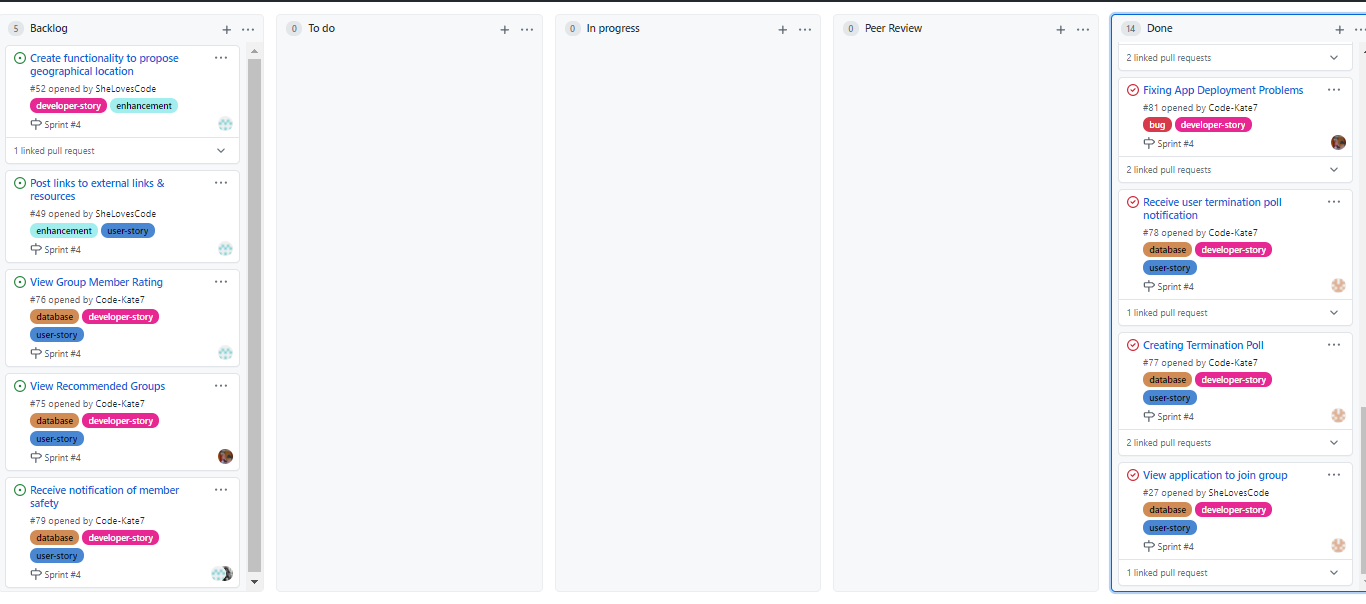 5 Backlog
Create functionality to propose
geographical location
#52 opened by SheLovesCode
developer-story enhancement
Sprint #4
1 linked pull request
Post links to external links &
resources
#49 opened by SheLovesCode
enhancement user-story
Sprint #4
View Group Member Rating
#76 opened by Code-Kate7
database developer-story
user-story
Sprint #4
View Recommended Groups
#75 opened by Code-Kate7
database developer-story
user-story
Sprint #4
Receive notification of member
safety
#79 opened by Code-Kate7
database developer-story
user-story
Sprint #4
0 To do
0 In progress
0 Peer Review
14 Done
2 linked pull requests
Fixing App Deployment Problems
#81 opened by Code-Kate7
bug developer-story
Sprint #4
2 linked pull requests
Receive user termination poll
notification
#78 opened by Code-Kate7
database developer-story
user-story
Sprint #4
1 linked pull request
Creating Termination Poll
#77 opened by Code-Kate7
database developer-story
user-story
Sprint #4
2 linked pull requests
View application to join group
#27 opened by SheLovesCode
database developer-story
user-story
Sprint #4
1 linked pull request